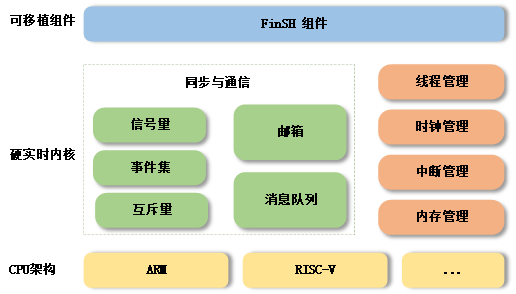 可移植组件
FinSH 组件
硬实时内核
同步与通信
信号量
事件集
互斥量
邮箱
消息队列
线程管理
时钟管理
中断管理
内存管理
CPU架构
ARM
RISC-V
...